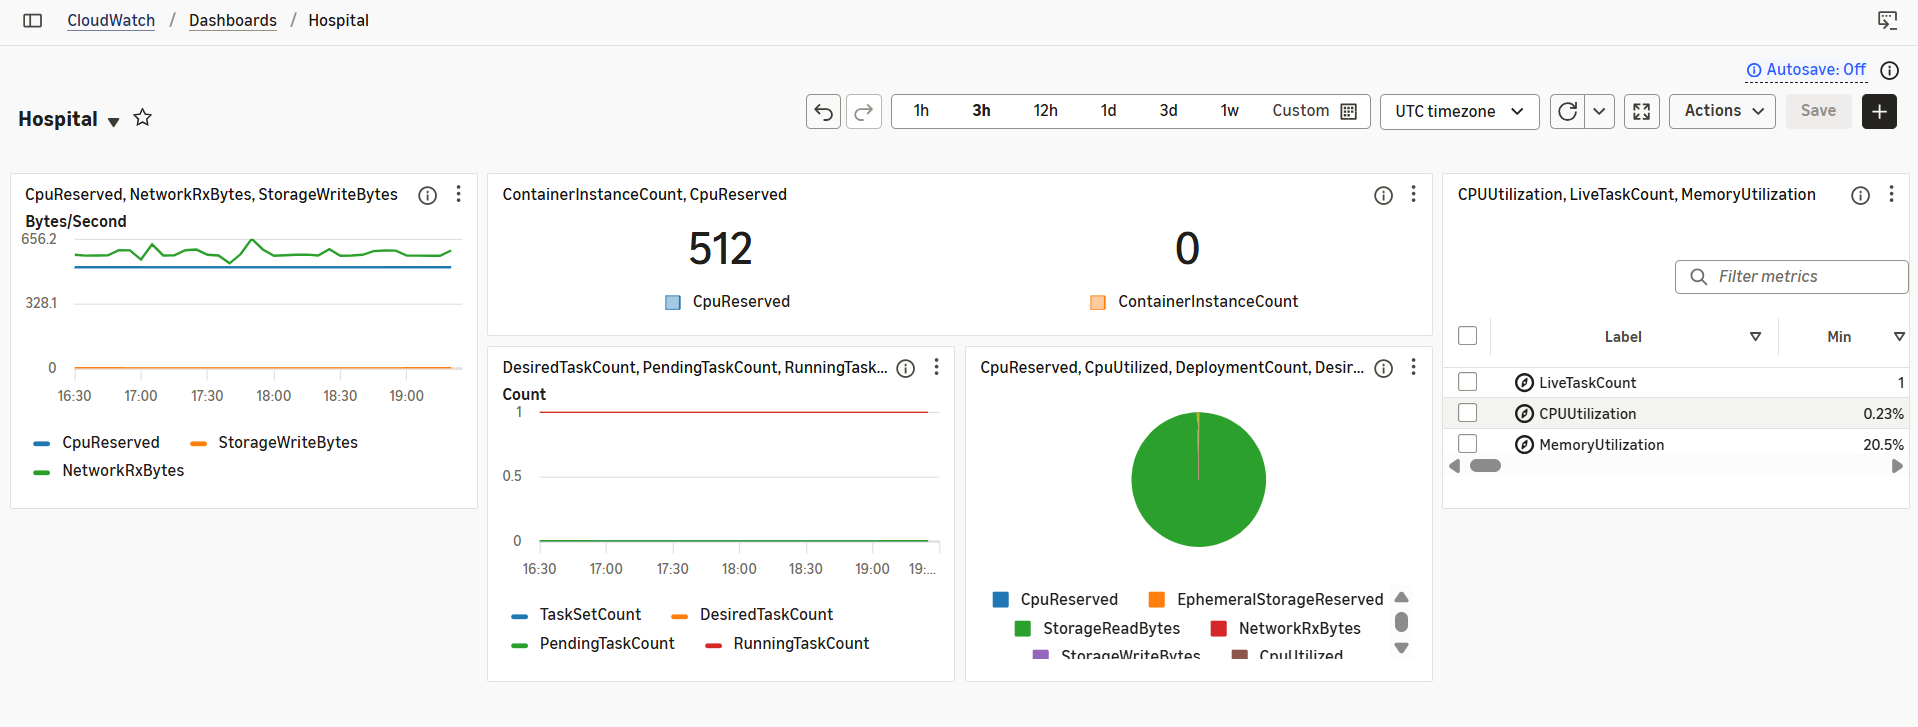 CloudWatch / Dashboards / Hospital
Autosave: Off
Hospital
1h 3h 12h 1d 3d 1w Custom UTC timezone Actions Save
CpuReserved, NetworkRxBytes, StorageWriteBytes
Bytes/Second
656.2
328.1
0
16:30 17:00 17:30 18:00 18:30 19:00
CpuReserved StorageWriteBytes
NetworkRxBytes
ContainerInstanceCount, CpuReserved
512 0
CpuReserved ContainerInstanceCount
DesiredTaskCount, PendingTaskCount, RunningTask...
Count
1
0.5
0
16:30 17:00 17:30 18:00 18:30 19:00 19:...
TaskSetCount DesiredTaskCount
PendingTaskCount RunningTaskCount
CpuReserved, CpuUtilized, DeploymentCount, Desir...
CpuReserved EphemeralStorageReserved
StorageReadBytes NetworkRxBytes
StorageWriteBytes CpuUtilized
CPUUtilization, LiveTaskCount, MemoryUtilization
Filter metrics
Label Min
LiveTaskCount 1
CPUUtilization 0.23%
MemoryUtilization 20.5%